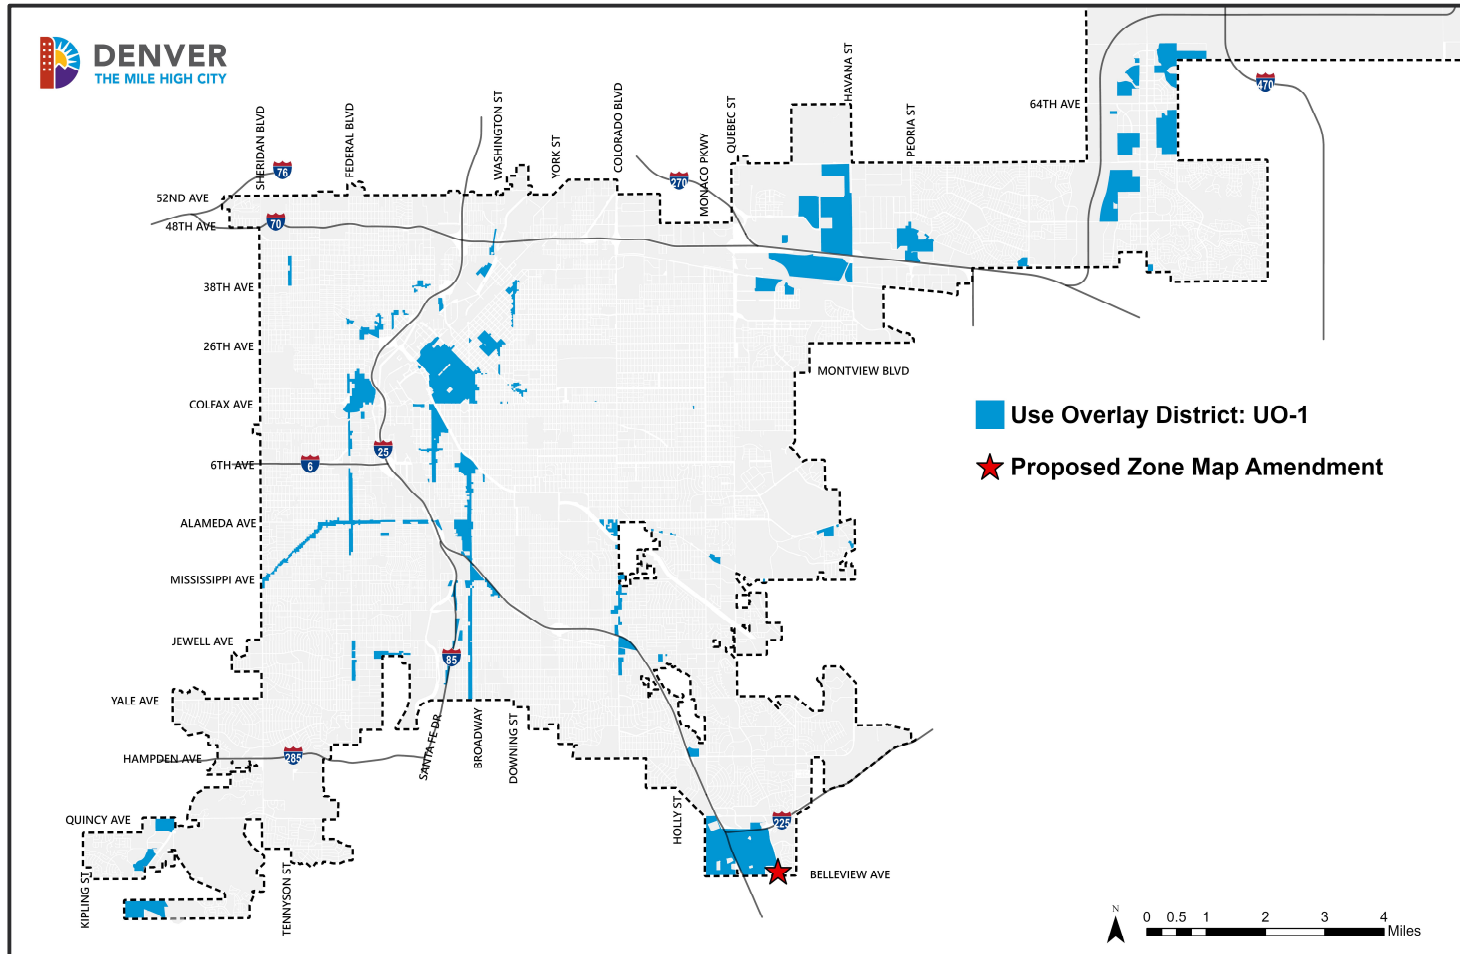 DENVER
THE MILE HIGH CITY
SHERIDAN BLVD
FEDERAL BLVD
WASHINGTON ST
YORK ST
COLORADO BLVD
MONACO PKWY
QUEBEC ST
HAVANA ST
PEORIA ST
64TH AVE
470
76
270
52ND AVE
70
48TH AVE
38TH AVE
26TH AVE
MONTVIEW BLVD
COLFAX AVE
Use Overlay District: UO-1
25
6TH AVE
6
Proposed Zone Map Amendment
ALAMEDA AVE
MISSISSIPPI AVE
JEWELL AVE
85
YALE AVE
SANTA FE DR
BROADWAY
DOWNING ST
HAMPDEN AVE
285
HOLLY ST
QUINCY AVE
225
BELLEVIEW AVE
KIPLING ST
TENNYSON ST
N
0 0.5 1 2 3 4
Miles